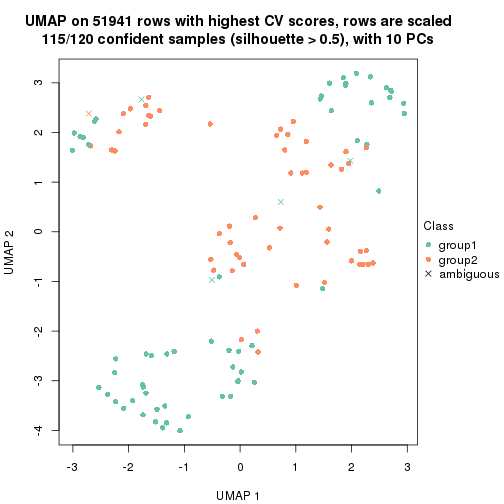 UMAP on 51941 rows with highest CV scores, rows are scaled
115/120 confident samples (silhouette > 0.5), with 10 PCs
3
2
1
0
-1
-2
-3
-4
UMAP 2
-3
-2
-1
0
1
2
3
UMAP 1
Class
group1
group2
ambiguous